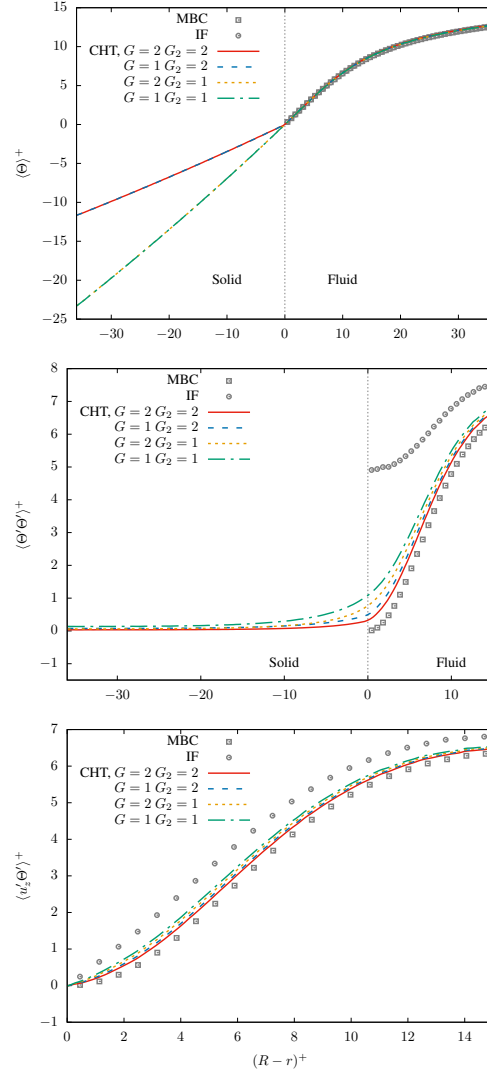 15
10
5
0
−5
−10
−15
−20
−25
⟨Θ⟩⁺
MBC
IF
CHT, G = 2 G₂ = 2
G = 1 G₂ = 2
G = 2 G₂ = 1
G = 1 G₂ = 1
Solid
Fluid
−30 −20 −10 0 10 20 30
8
7
6
5
4
3
2
1
0
−1
⟨Θ′Θ′⟩⁺
MBC
IF
CHT, G = 2 G₂ = 2
G = 1 G₂ = 2
G = 2 G₂ = 1
G = 1 G₂ = 1
Solid
Fluid
−30 −20 −10 0 10
7
6
5
4
3
2
1
0
−1
⟨u′_zΘ′⟩⁺
MBC
IF
CHT, G = 2 G₂ = 2
G = 1 G₂ = 2
G = 2 G₂ = 1
G = 1 G₂ = 1
0 2 4 6 8 10 12 14
(R − r)⁺